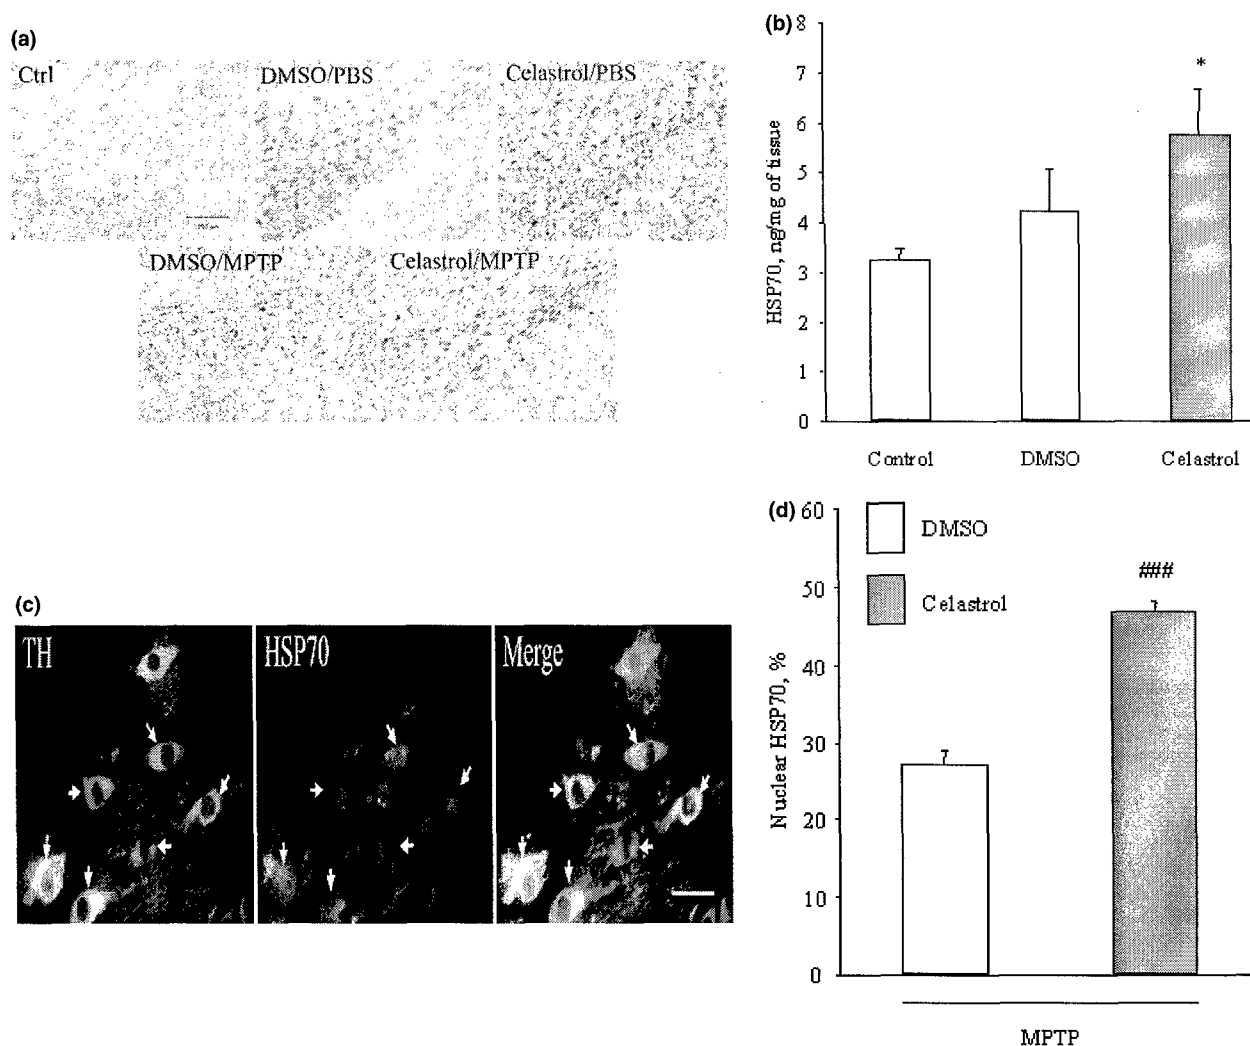 (a)
Ctrl
DMSO/PBS
Celastrol/PBS
DMSO/MPTP
Celastrol/MPTP
(b)
8
7
6
5
4
3
2
1
0
HSP70, ng/mg of tissue
*
Control
DMSO
Celastrol
(c)
TH
HSP70
Merge
(d)
60
50
40
30
20
10
0
Nuclear HSP70, %
DMSO
Celastrol
###
MPTP